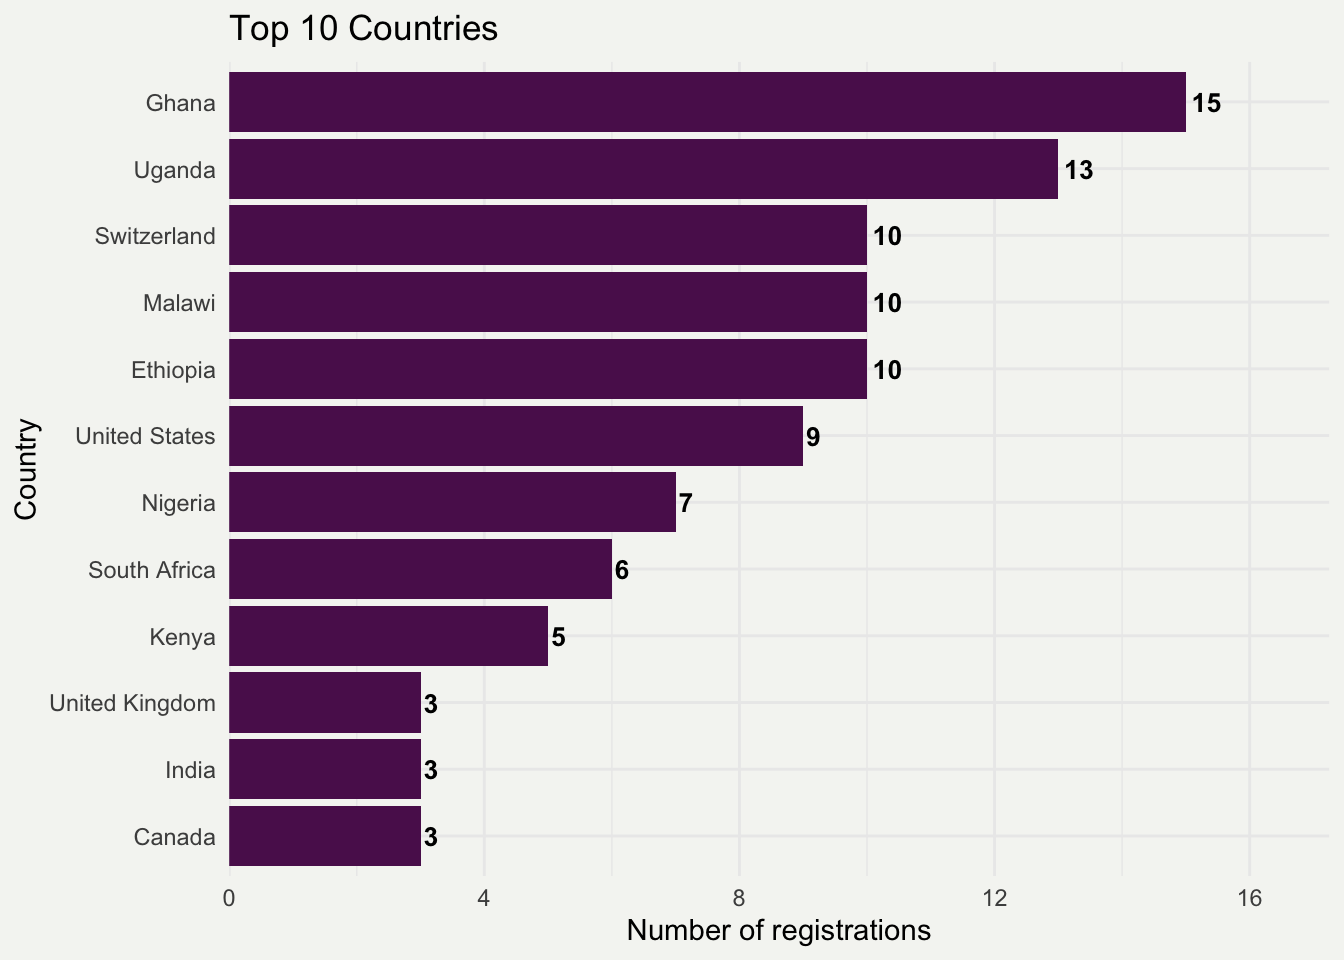 Top 10 Countries
Country
Ghana 15
Uganda 13
Switzerland 10
Malawi 10
Ethiopia 10
United States 9
Nigeria 7
South Africa 6
Kenya 5
United Kingdom 3
India 3
Canada 3
0 4 8 12 16
Number of registrations